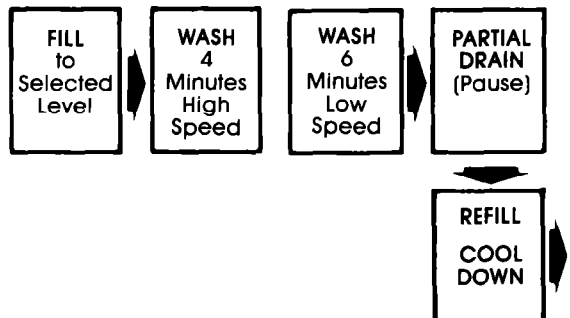 FILL
to
Selected
Level
WASH
4
Minutes
High
Speed
WASH
6
Minutes
Low
Speed
PARTIAL
DRAIN
(Pause)
REFILL
COOL
DOWN